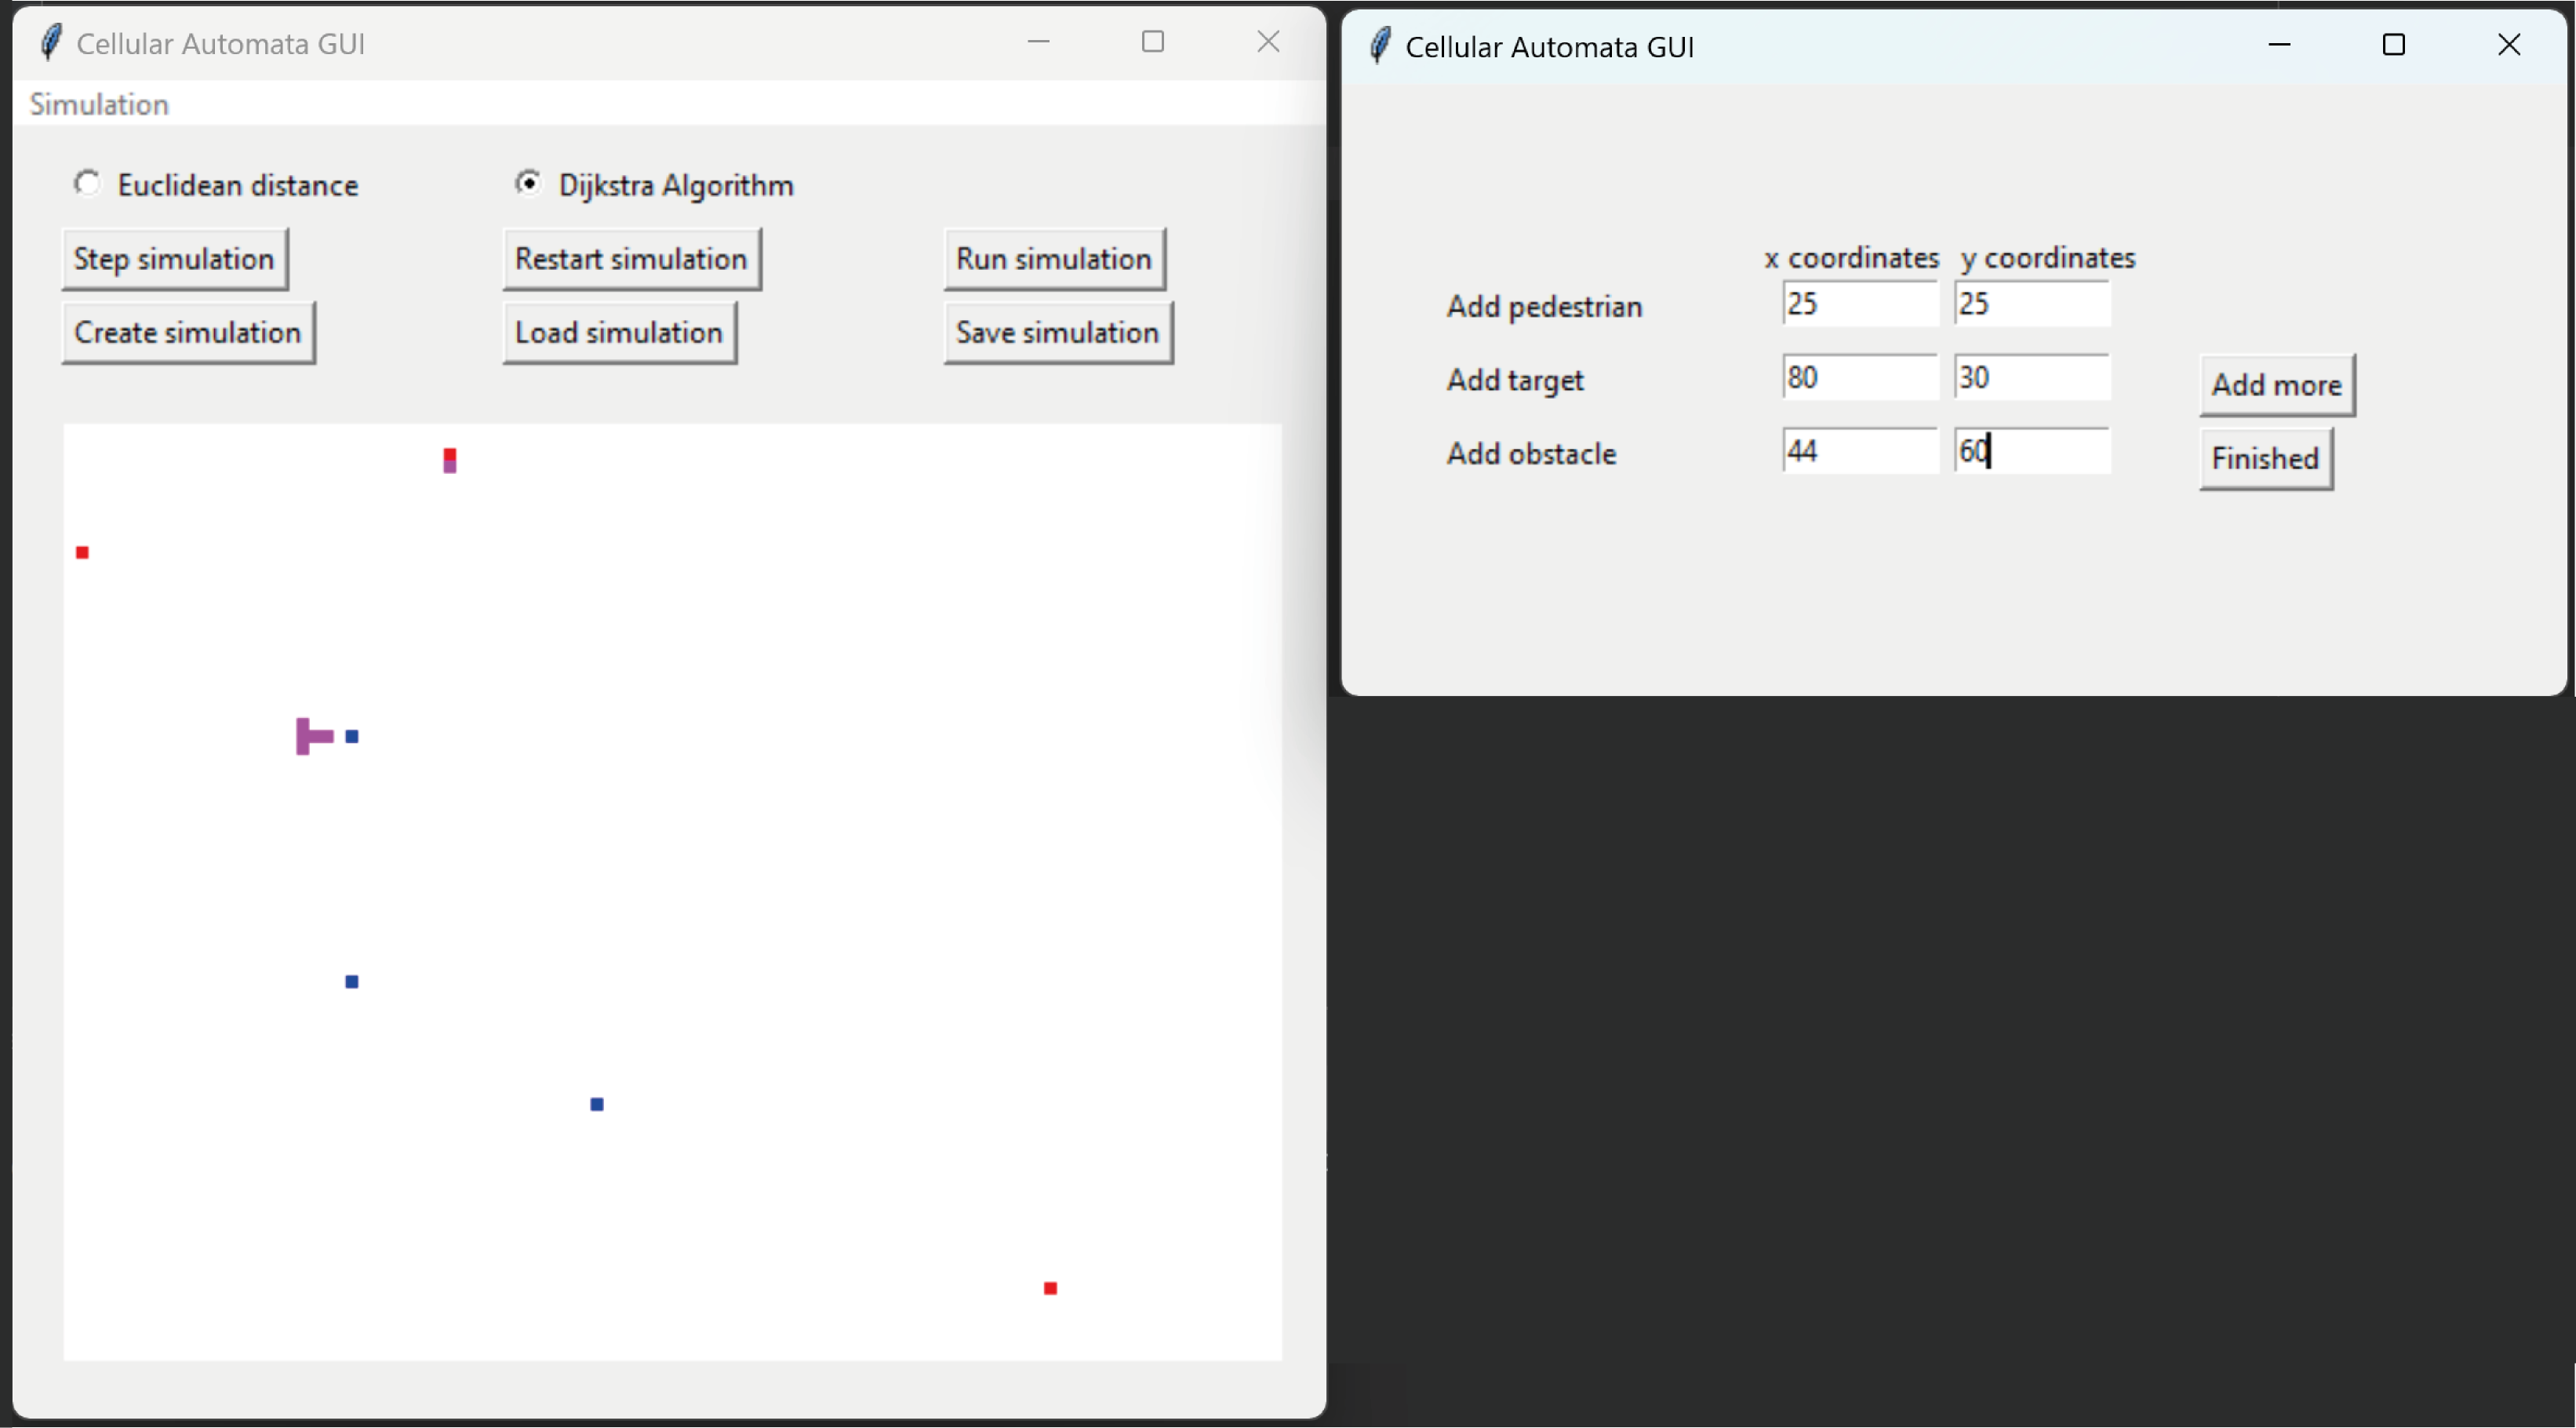 Cellular Automata GUI
Simulation
Euclidean distance
Dijkstra Algorithm
Step simulation
Restart simulation
Run simulation
Create simulation
Load simulation
Save simulation
Cellular Automata GUI
x coordinates y coordinates
Add pedestrian 25 25
Add target 80 30
Add more
Add obstacle 44 60
Finished